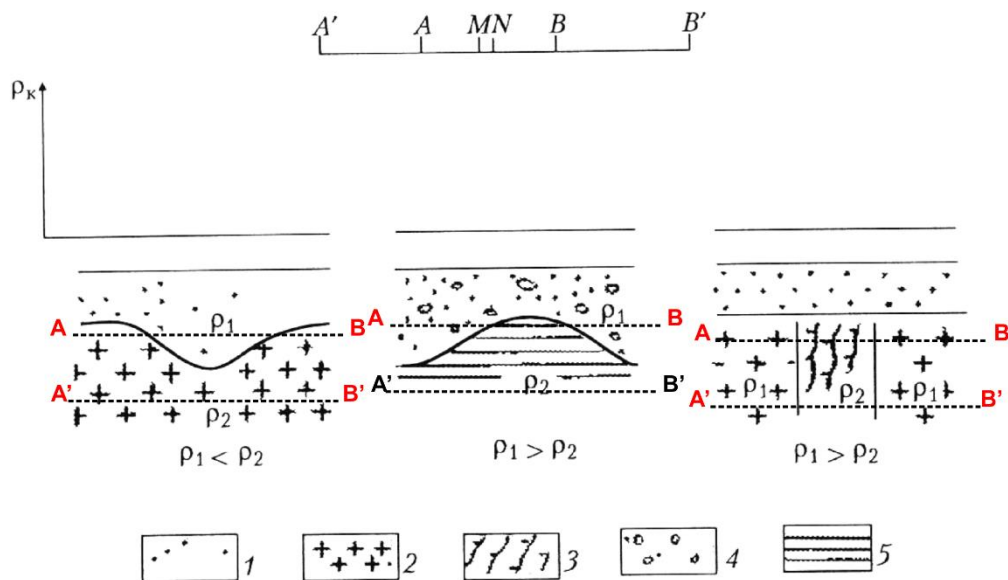 A' A M N B B'
ρк
A ρ1 B
A' ρ2 B'
ρ1 < ρ2
A ρ1 B
A' ρ2 B'
ρ1 > ρ2
A B
A' ρ1 ρ2 ρ1 B'
ρ1 > ρ2
1 2 3 4 5